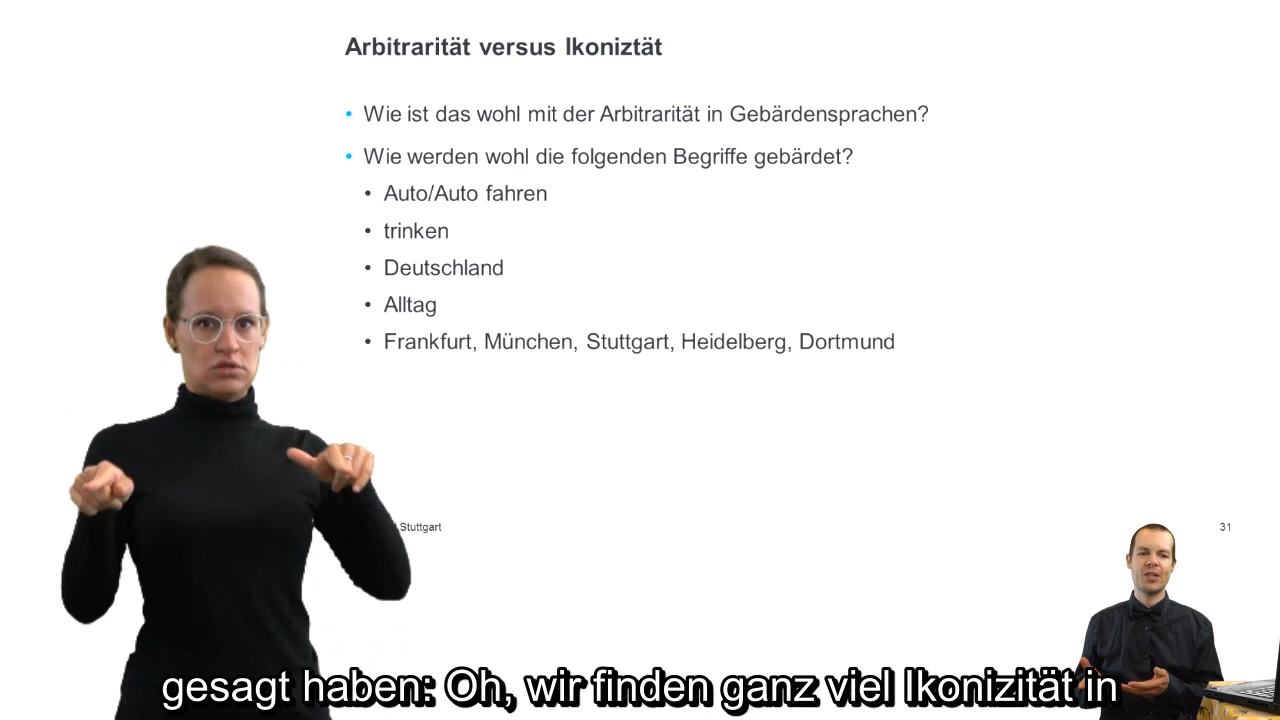 Arbitrarität versus Ikoniztät
• Wie ist das wohl mit der Arbitrarität in Gebärdensprachen?
• Wie werden wohl die folgenden Begriffe gebärdet?
• Auto/Auto fahren
• trinken
• Deutschland
• Alltag
• Frankfurt, München, Stuttgart, Heidelberg, Dortmund
Stuttgart
31
gesagt haben: Oh, wir finden ganz viel Ikonizität in